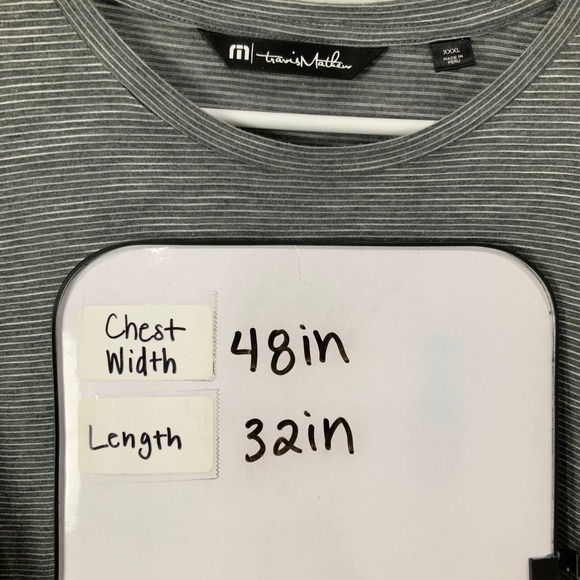 travisMathew
XXXL
MADE IN
PERU
Chest
Width
48in
Length
32in